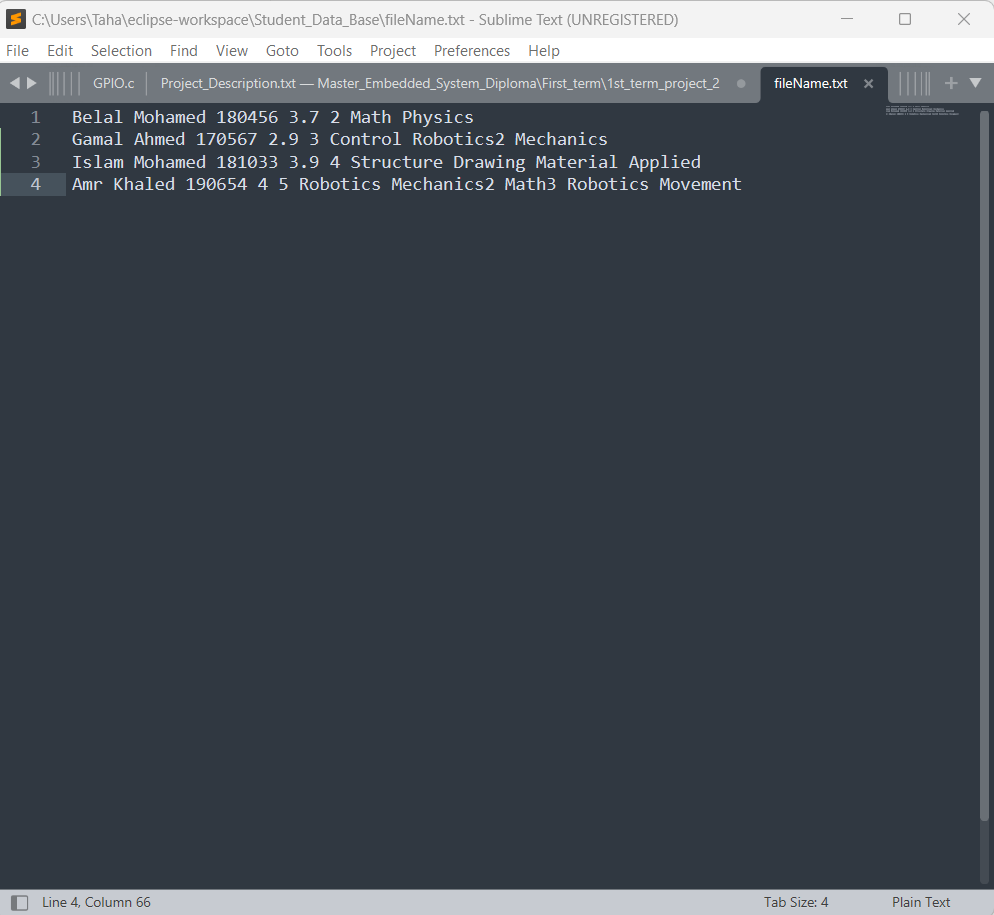 C:\Users\Taha\eclipse-workspace\Student_Data_Base\fileName.txt - Sublime Text (UNREGISTERED)
File Edit Selection Find View Goto Tools Project Preferences Help
GPIO.c Project_Description.txt — Master_Embedded_System_Diploma\First_term\1st_term_project_2 fileName.txt
1 Belal Mohamed 180456 3.7 2 Math Physics
2 Gamal Ahmed 170567 2.9 3 Control Robotics2 Mechanics
3 Islam Mohamed 181033 3.9 4 Structure Drawing Material Applied
4 Amr Khaled 190654 4 5 Robotics Mechanics2 Math3 Robotics Movement
Line 4, Column 66 Tab Size: 4 Plain Text